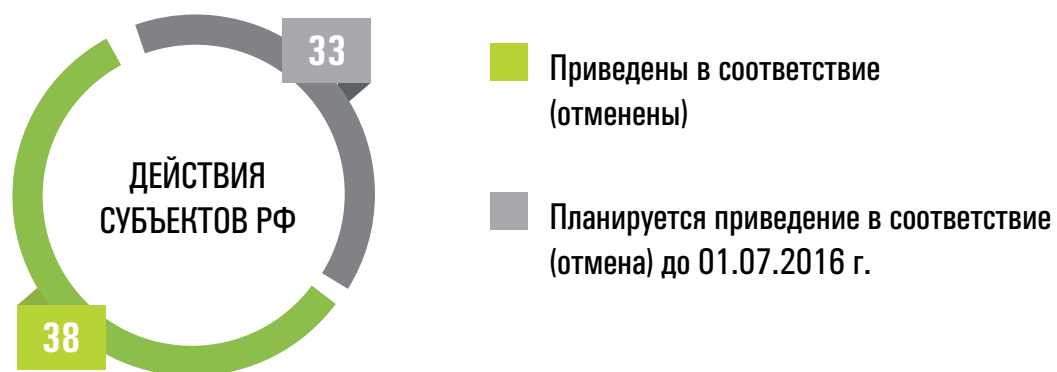 33
ДЕЙСТВИЯ
СУБЪЕКТОВ РФ
38
Приведены в соответствие
(отменены)
Планируется приведение в соответствие
(отмена) до 01.07.2016 г.